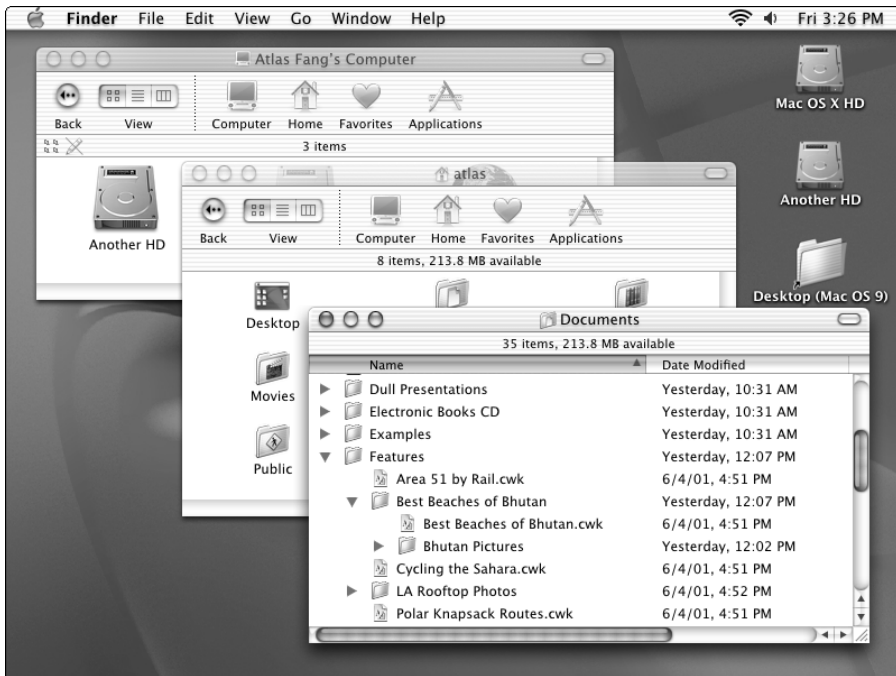 Finder File Edit View Go Window Help Fri 3:26 PM
Atlas Fang's Computer
Back View Computer Home Favorites Applications
3 items
Another HD
Mac OS X HD
Another HD
Desktop (Mac OS 9)
atlas
Back View Computer Home Favorites Applications
8 items, 213.8 MB available
Desktop
Movies
Public
Documents
35 items, 213.8 MB available
Name Date Modified
Dull Presentations Yesterday, 10:31 AM
Electronic Books CD Yesterday, 10:31 AM
Examples Yesterday, 10:31 AM
Features Yesterday, 12:07 PM
Area 51 by Rail.cwk 6/4/01, 4:51 PM
Best Beaches of Bhutan Yesterday, 12:07 PM
Best Beaches of Bhutan.cwk 6/4/01, 4:51 PM
Bhutan Pictures Yesterday, 12:02 PM
Cycling the Sahara.cwk 6/4/01, 4:51 PM
LA Rooftop Photos 6/4/01, 4:52 PM
Polar Knapsack Routes.cwk 6/4/01, 4:51 PM